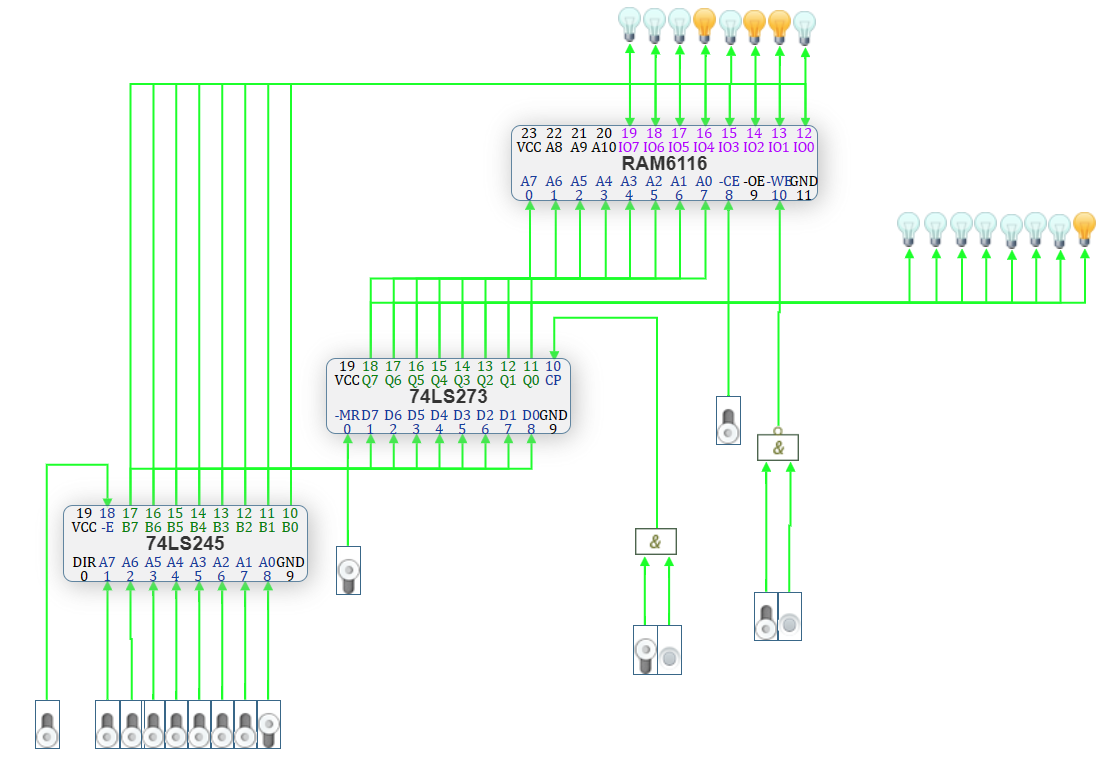 23 22 21 20 19 18 17 16 15 14 13 12
VCC A8 A9 A10 IO7 IO6 IO5 IO4 IO3 IO2 IO1 IO0
RAM6116
A7 A6 A5 A4 A3 A2 A1 A0 -CE -OE -WE GND
0 1 2 3 4 5 6 7 8 9 10 11
19 18 17 16 15 14 13 12 11 10
VCC Q7 Q6 Q5 Q4 Q3 Q2 Q1 Q0 CP
74LS273
-MR D7 D6 D5 D4 D3 D2 D1 D0 GND
0 1 2 3 4 5 6 7 8 9
&
&
19 18 17 16 15 14 13 12 11 10
VCC -E B7 B6 B5 B4 B3 B2 B1 B0
74LS245
DIR A7 A6 A5 A4 A3 A2 A1 A0 GND
0 1 2 3 4 5 6 7 8 9